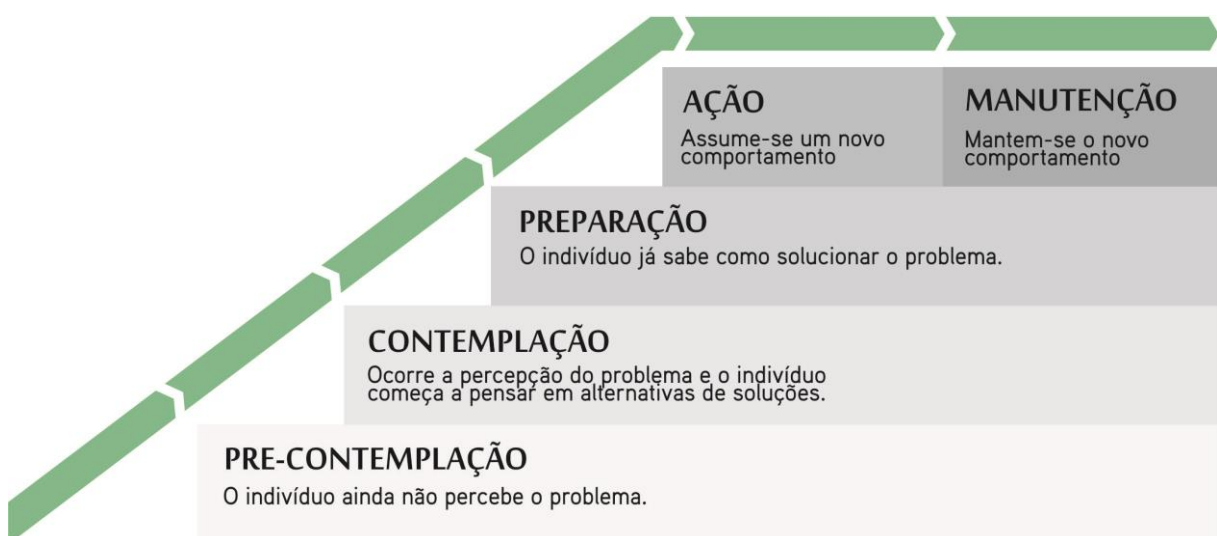 AÇÃO
Assume-se um novo
comportamento
MANUTENÇÃO
Mantem-se o novo
comportamento
PREPARAÇÃO
O indivíduo já sabe como solucionar o problema.
CONTEMPLAÇÃO
Ocorre a percepção do problema e o indivíduo
começa a pensar em alternativas de soluções.
PRE-CONTEMPLAÇÃO
O indivíduo ainda não percebe o problema.